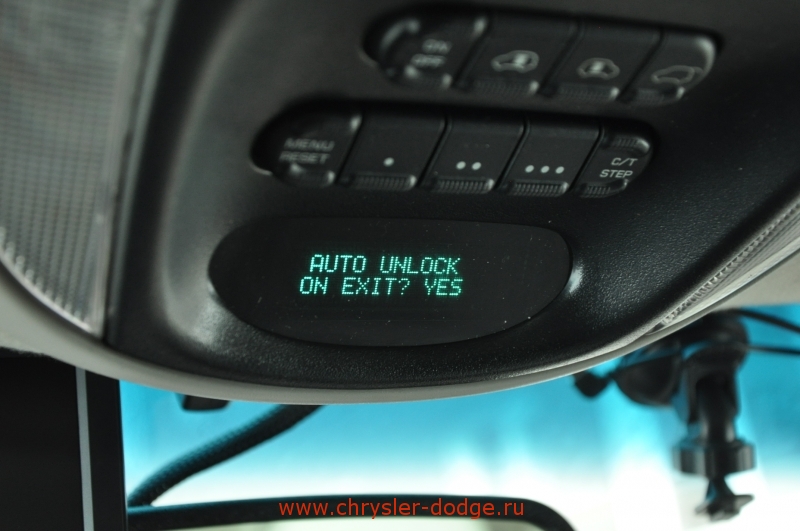 ON
OFF
MENU
RESET
C/T
STEP
AUTO UNLOCK
ON EXIT? YES
www.chrysler-dodge.ru